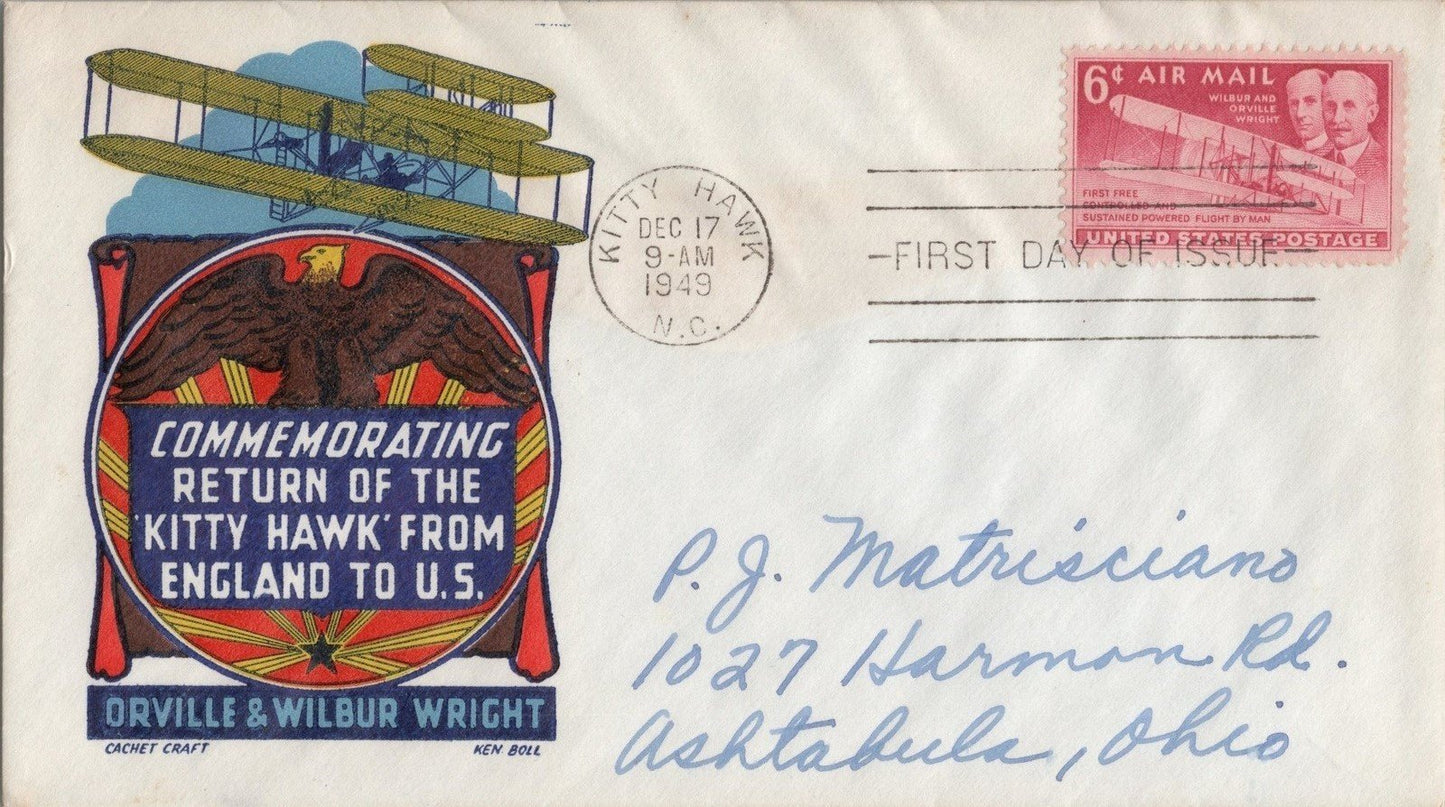 6¢ AIR MAIL
WILBUR AND
ORVILLE
WRIGHT
FIRST FREE
CONTROLLED AND
SUSTAINED POWERED FLIGHT BY MAN
UNITED STATES POSTAGE
KITTY HAWK
DEC 17
9-AM
1949
N.C.
FIRST DAY OF ISSUE
COMMEMORATING
RETURN OF THE
'KITTY HAWK' FROM
ENGLAND TO U.S.
ORVILLE & WILBUR WRIGHT
CACHET CRAFT KEN BOLL
P. J. Matrisciano
1027 Harmon Rd.
Ashtabula, Ohio